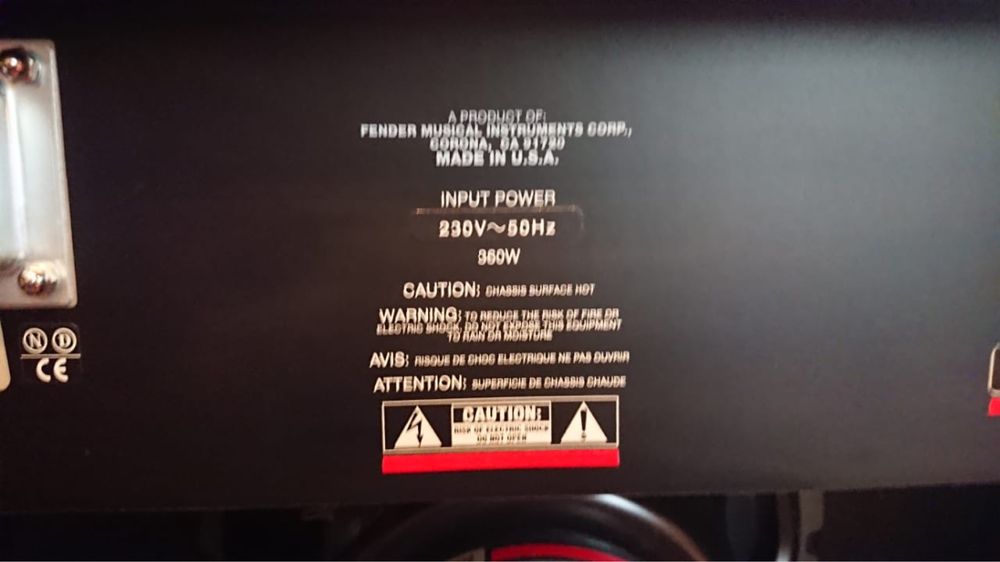 A PRODUCT OF:
FENDER MUSICAL INSTRUMENTS CORP.,
CORONA, CA 91720
MADE IN U.S.A.
INPUT POWER
230V~50Hz
360W
CAUTION: CHASSIS SURFACE HOT
WARNING: TO REDUCE THE RISK OF FIRE OR
ELECTRIC SHOCK, DO NOT EXPOSE THIS EQUIPMENT
TO RAIN OR MOISTURE
AVIS: RISQUE DE CHOC ELECTRIQUE NE PAS OUVRIR
ATTENTION: SUPERFICIE DE CHASSIS CHAUDE
N D
CE
CAUTION:
RISK OF ELECTRIC SHOCK
DO NOT OPEN